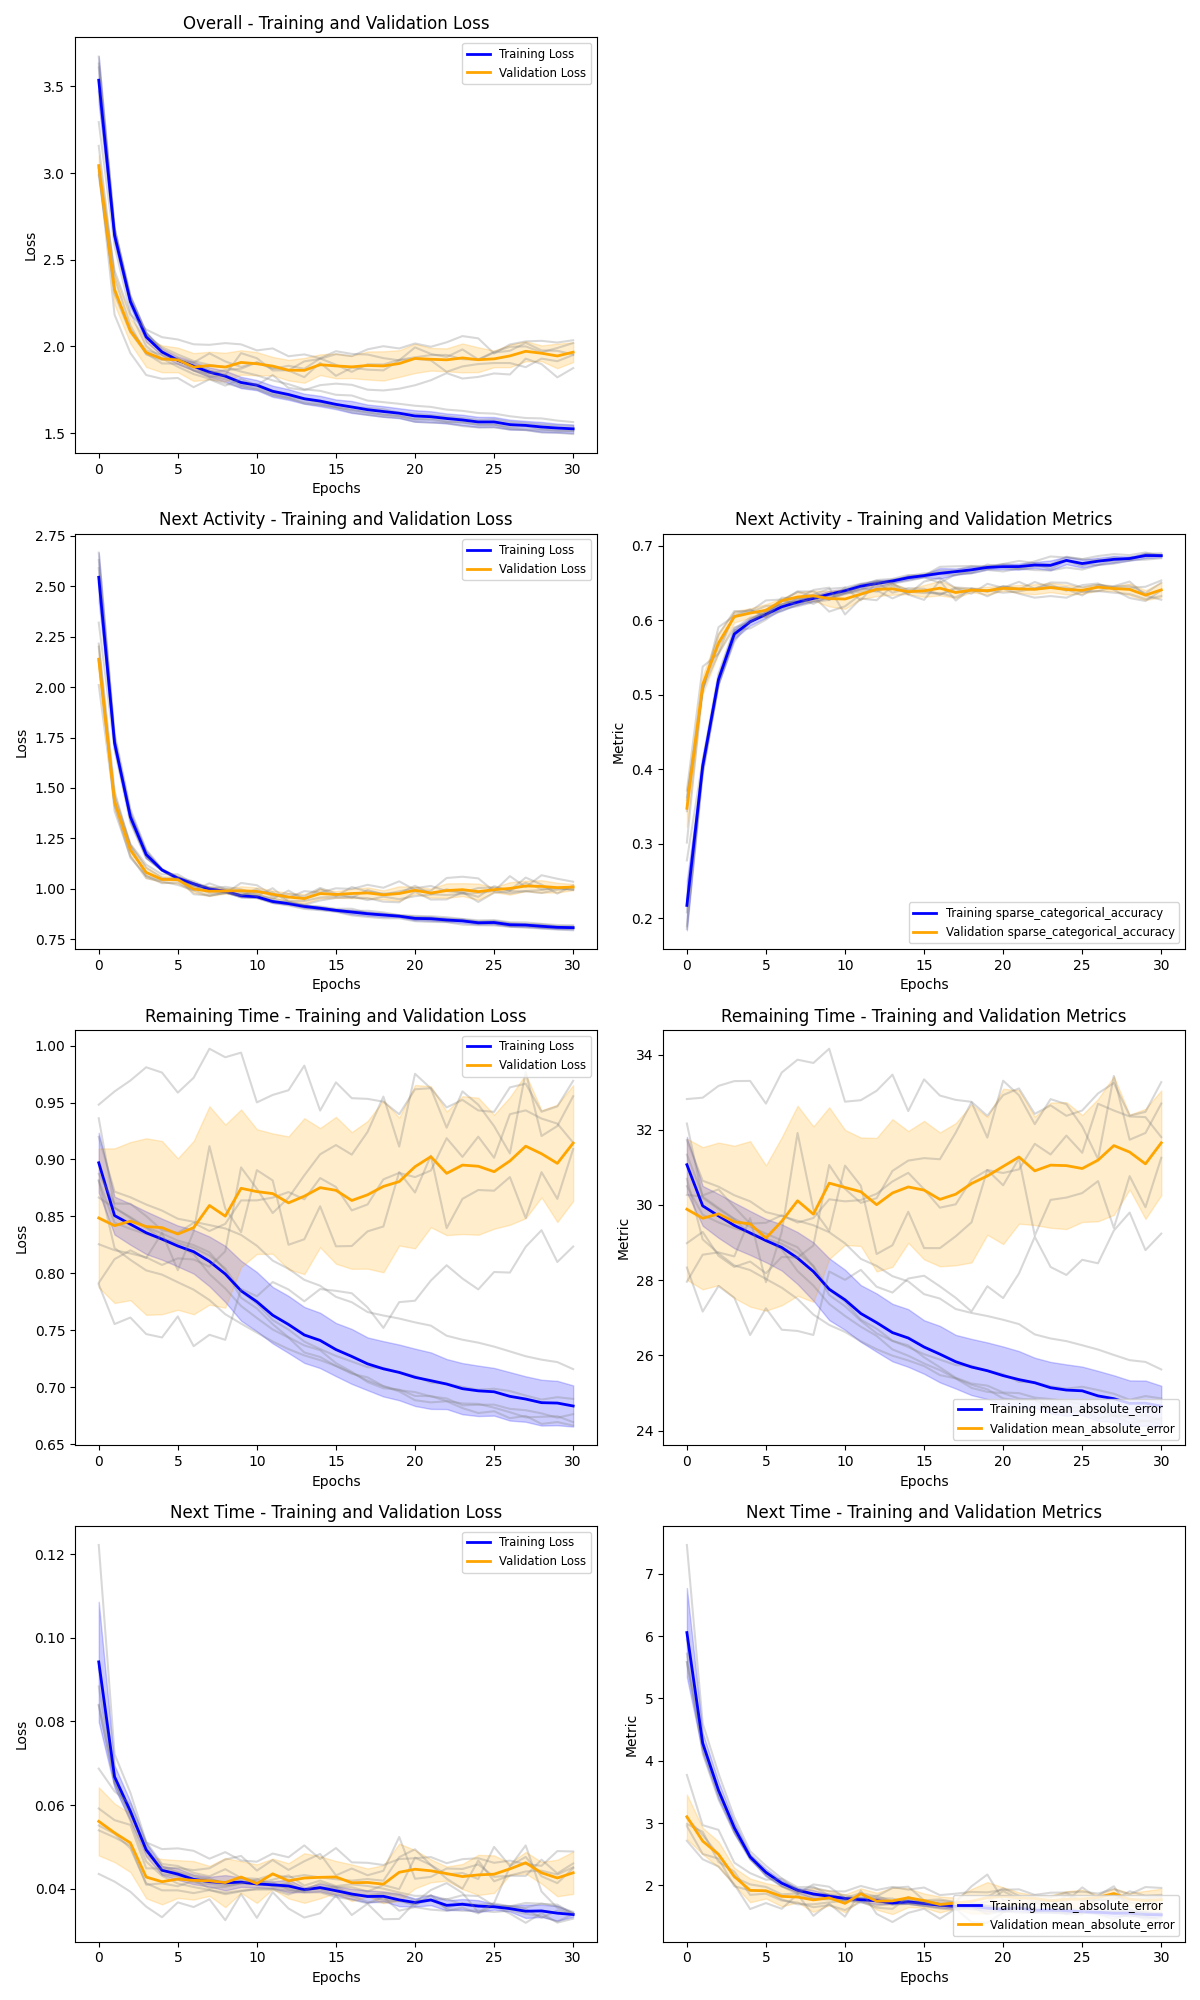 Overall - Training and Validation Loss
Training Loss
Validation Loss
3.5
3.0
2.5
2.0
1.5
Loss
0 5 10 15 20 25 30
Epochs
Next Activity - Training and Validation Loss
Training Loss
Validation Loss
2.75
2.50
2.25
2.00
1.75
1.50
1.25
1.00
0.75
Loss
0 5 10 15 20 25 30
Epochs
Next Activity - Training and Validation Metrics
0.7
0.6
0.5
0.4
0.3
0.2
Metric
Training sparse_categorical_accuracy
Validation sparse_categorical_accuracy
0 5 10 15 20 25 30
Epochs
Remaining Time - Training and Validation Loss
Training Loss
Validation Loss
1.00
0.95
0.90
0.85
0.80
0.75
0.70
0.65
Loss
0 5 10 15 20 25 30
Epochs
Remaining Time - Training and Validation Metrics
34
32
30
28
26
24
Metric
Training mean_absolute_error
Validation mean_absolute_error
0 5 10 15 20 25 30
Epochs
Next Time - Training and Validation Loss
Training Loss
Validation Loss
0.12
0.10
0.08
0.06
0.04
Loss
0 5 10 15 20 25 30
Epochs
Next Time - Training and Validation Metrics
7
6
5
4
3
2
Metric
Training mean_absolute_error
Validation mean_absolute_error
0 5 10 15 20 25 30
Epochs